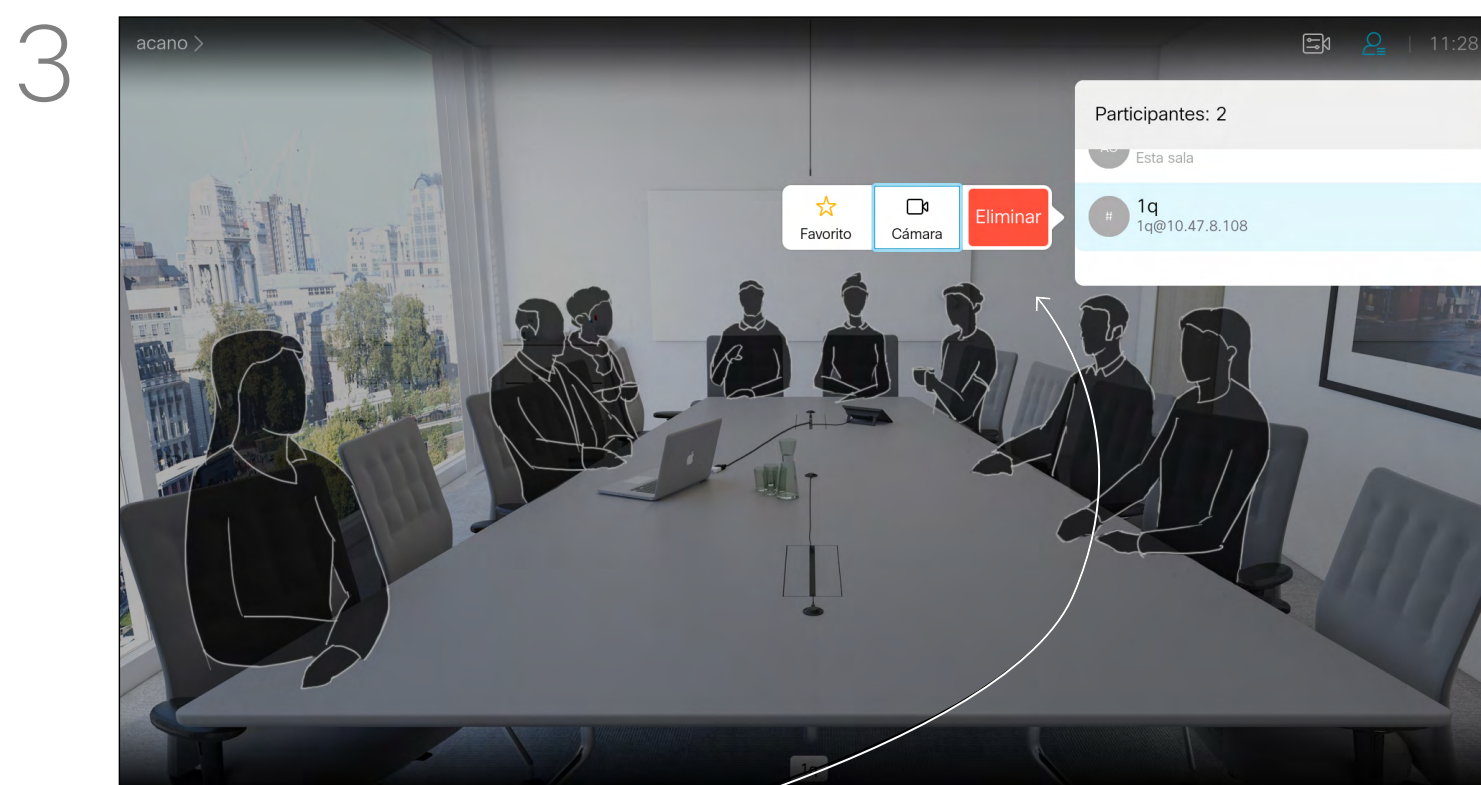 3
acano >
11:28
Participantes: 2
Esta sala
#
1q
1q@10.47.8.108
Favorito
Cámara
Eliminar